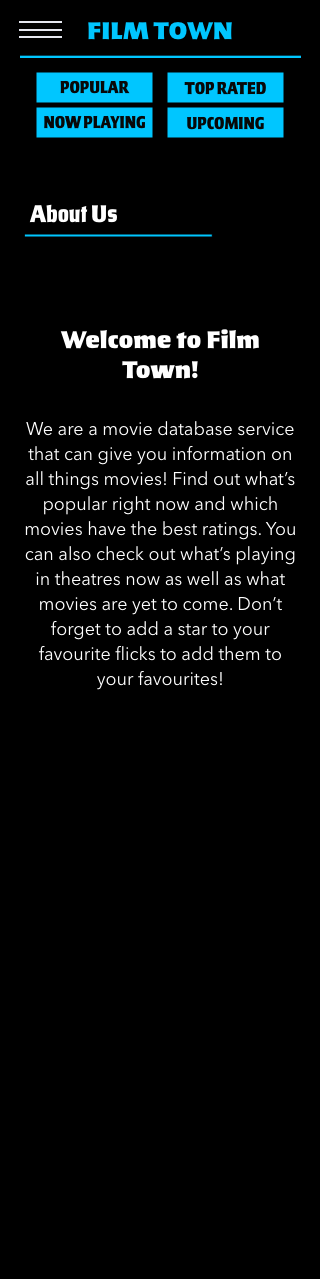 FILM TOWN
POPULAR
TOP RATED
NOW PLAYING
UPCOMING
About Us
Welcome to Film
Town!
We are a movie database service
that can give you information on
all things movies! Find out what’s
popular right now and which
movies have the best ratings. You
can also check out what’s playing
in theatres now as well as what
movies are yet to come. Don’t
forget to add a star to your
favourite flicks to add them to
your favourites!